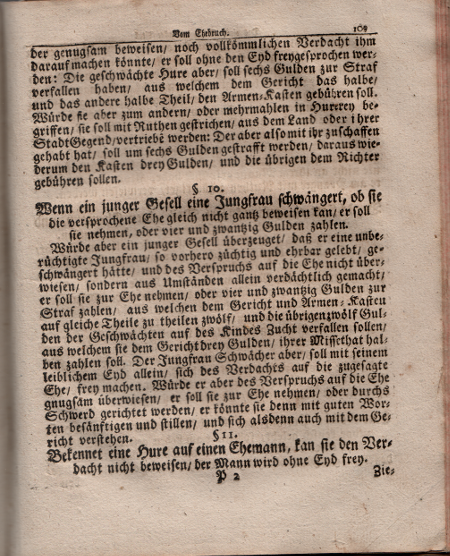 Vom Ehebruch. 109
der genugsam beweisen/ noch vollkömmlichen Verdacht ihm
darauf machen könnte/ er soll ohne den Eyd freygesprochen wer-
den: Die geschwächte Hure aber/ soll sechs Gulden zur Straf
verfallen haben/ aus welchem dem Gericht das halbe/
und das andere halbe Theil/ den Armen-Kasten gebühren soll.
Würde sie aber zum andern/ oder mehrmahlen in Hurerey be-
griffen/ sie soll mit Ruthen gestrichen/ aus dem Land oder ihrer
Stadt Gegend/ vertriebē werden: Der aber also mit ihr zuschaffen
gehabt hat/ soll um sechs Gulden gestrafft werden/ daraus wie-
derum den Kasten drey Gulden/ und die übrigen dem Richter
gebühren sollen.
§ 10.
Wenn ein junger Gesell eine Jungfrau schwängert, ob sie
die versprochene Ehe gleich nicht gantz beweisen kan/ er soll
sie nehmen, oder vier und zwantzig Gulden zahlen.
Würde aber ein junger Gesell überzeuget/ daß er eine unbe-
rüchtigte Jungfrau/ so vorhero züchtig und ehrbar gelebt/ ge-
schwängert hätte/ und des Verspruchs auf die Ehe nicht über-
wiesen/ sondern aus Umständen allein verdächtlich gemacht/
er soll sie zur Ehe nehmen/ oder vier und zwantzig Gulden zur
Straf zahlen/ aus welchen dem Gericht und Armen-Kasten
auf gleiche Theile zu theilen zwölf/ und die übrigen zwölf Gul-
den der Geschwächten auf des Kindes Zucht verfallen sollen/
aus welchem sie dem Gericht drey Gulden/ ihrer Missethat hal-
ben zahlen soll. Der Jungfrau Schwächer aber/ soll mit seinem
leiblichem Eyd allein/ sich des Verdachts auf die zugesagte
Ehe/ frey machen. Würde er aber des Verspruchs auf die Ehe
gnugsam überwiesen/ er soll sie zur Ehe nehmen/ oder durchs
Schwerd gerichtet werden/ er könnte sie denn mit guten Wor-
ten besänftigen und stillen/ und sich alsdenn auch mit dem Ge-
richt verstehen.
§ 11.
Bekennet eine Hure auf einen Ehemann, kan sie den Ver-
dacht nicht beweisen/ der Mann wird ohne Eyd frey.
P 2 Zie-